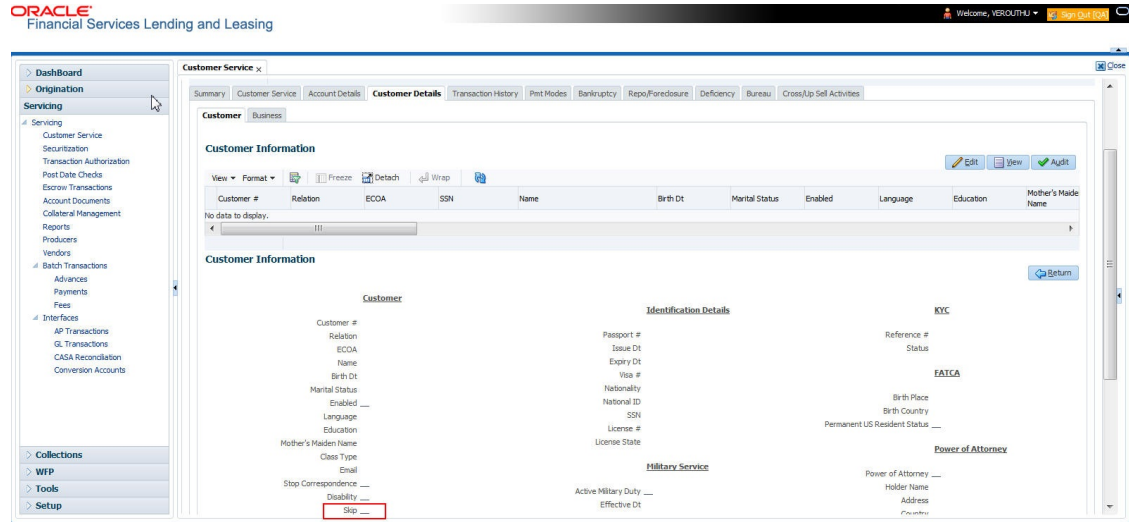 ORACLE
Financial Services Lending and Leasing
Welcome, VEROUTHU
Sign Out [QA]
Close
DashBoard
Origination
Servicing
Servicing
Customer Service
Securitization
Transaction Authorization
Post Date Checks
Escrow Transactions
Account Documents
Collateral Management
Reports
Producers
Vendors
Batch Transactions
Advances
Payments
Fees
Interfaces
AP Transactions
GL Transactions
CASA Reconciliation
Conversion Accounts
Collections
WFP
Tools
Setup
Customer Service x
Summary Customer Service Account Details Customer Details Transaction History Pmt Modes Bankruptcy Repo/Foreclosure Deficiency Bureau Cross/Up Sell Activities
Customer Business
Customer Information
Edit View Audit
View Format Freeze Detach Wrap
Customer # Relation ECOA SSN Name Birth Dt Marital Status Enabled Language Education Mother's Maide
Name
No data to display.
Customer Information
Return
Customer
Customer #
Relation
ECOA
Name
Birth Dt
Marital Status
Enabled __
Language
Education
Mother's Maiden Name
Class Type
Email
Stop Correspondence __
Disability __
Skip __
Identification Details
Passport #
Issue Dt
Expiry Dt
Visa #
Nationality
National ID
SSN
License #
License State
Military Service
Active Military Duty __
Effective Dt
KYC
Reference #
Status
FATCA
Birth Place
Birth Country
Permanent US Resident Status __
Power of Attorney
Power of Attorney __
Holder Name
Address
Country